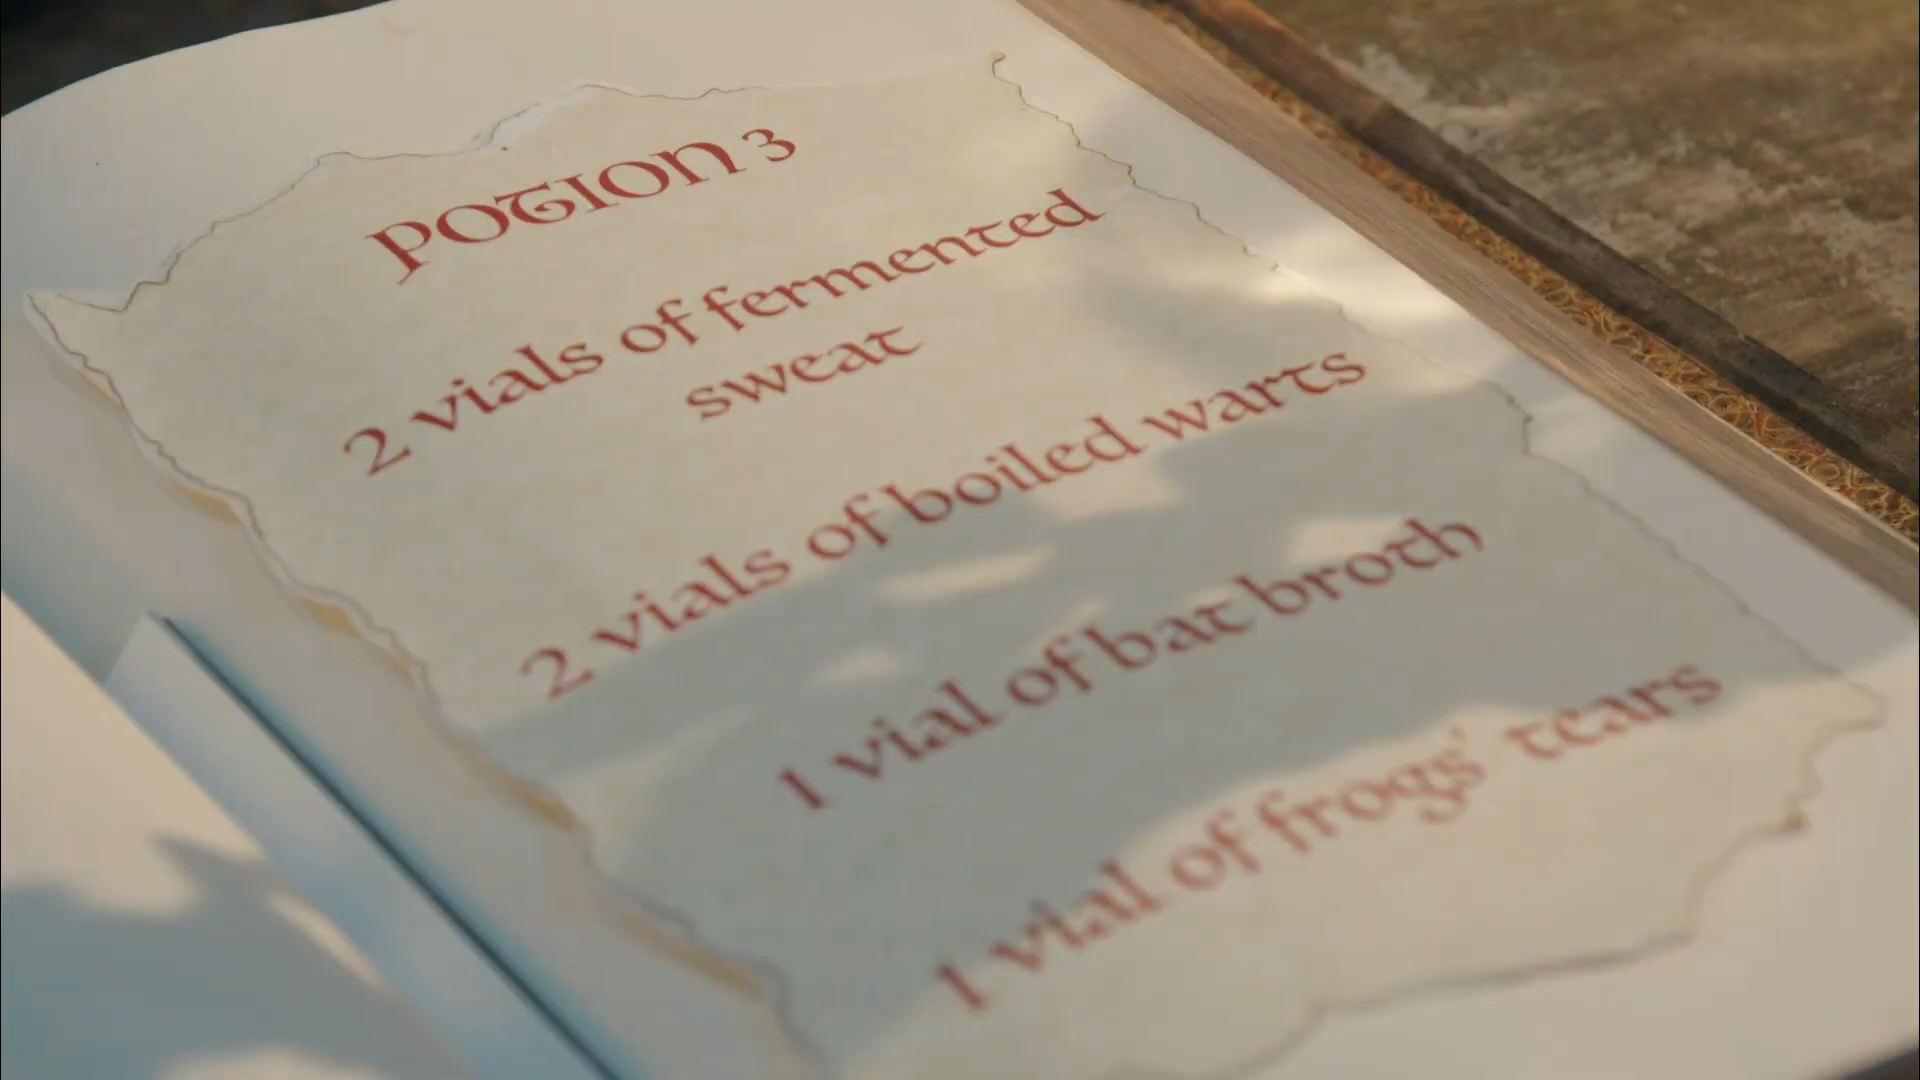 POTION 3
2 vials of fermented
sweat
2 vials of boiled warts
1 vial of bat broth
1 vial of frogs' tears